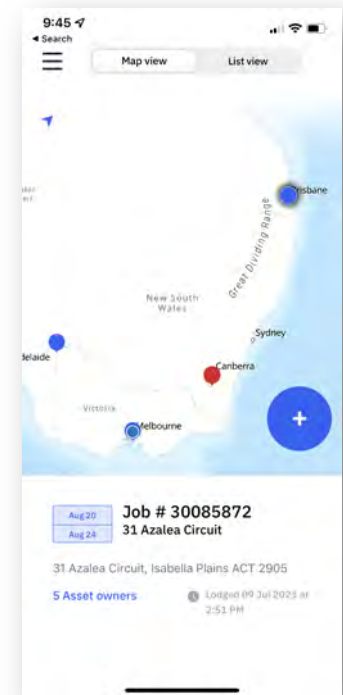 9:45
Search
Map view List view
Brisbane
Great Dividing Range
New South
Wales
Sydney
delaide
Canberra
Victoria
Melbourne
+
Aug 20
Job # 30085872
Aug 24
31 Azalea Circuit
31 Azalea Circuit, Isabella Plains ACT 2905
5 Asset owners
Lodged 09 Jul 2023 at
2:51 PM